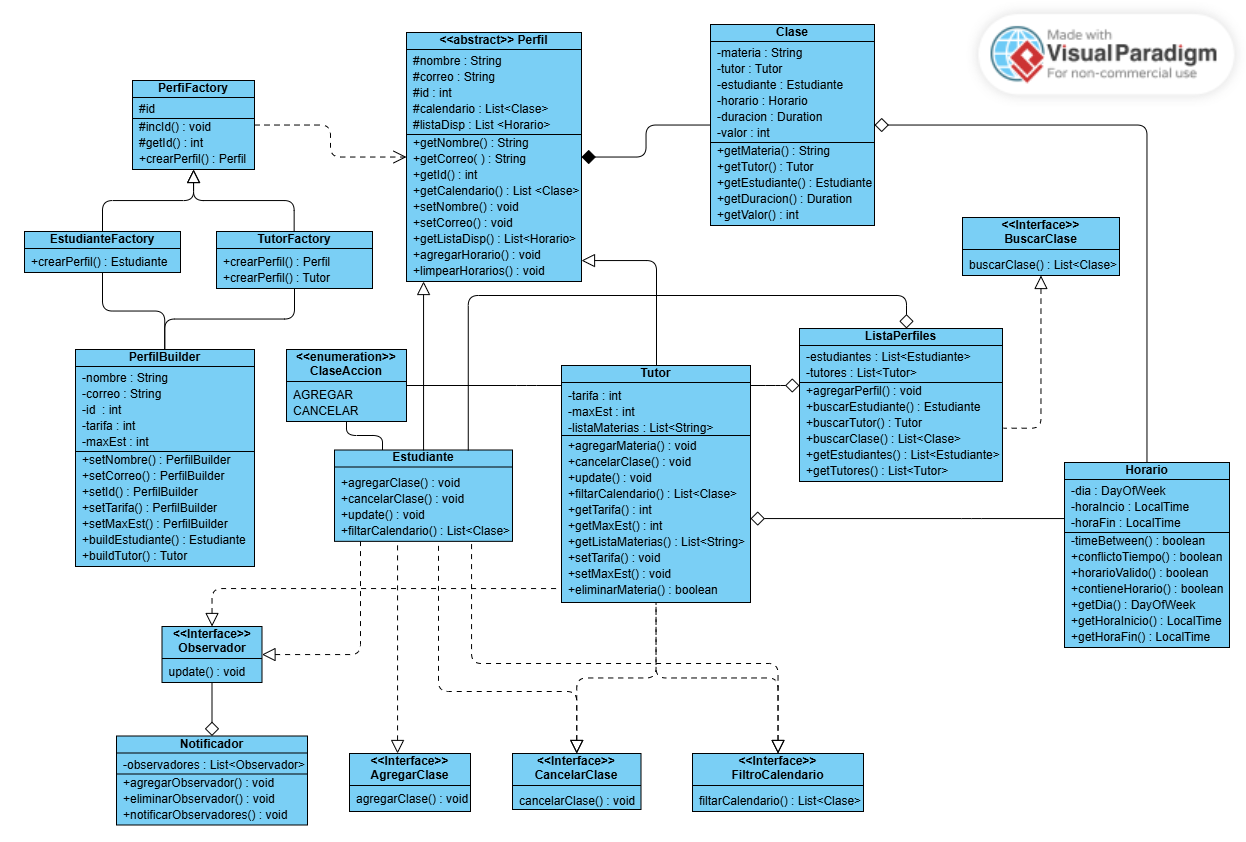 Made with
Visual Paradigm
For non-commercial use
<<abstract>> Perfil
#nombre : String
#correo : String
#id : int
#calendario : List<Clase>
#listaDisp : List <Horario>
+getNombre() : String
+getCorreo( ) : String
+getId() : int
+getCalendario() : List <Clase>
+setNombre() : void
+setCorreo() : void
+getListaDisp() : List<Horario>
+agregarHorario() : void
+limpearHorarios() : void
Clase
-materia : String
-tutor : Tutor
-estudiante : Estudiante
-horario : Horario
-duracion : Duration
-valor : int
+getMateria() : String
+getTutor() : Tutor
+getEstudiante() : Estudiante
+getDuracion() : Duration
+getValor() : int
PerfiFactory
#id
#incId() : void
#getId() : int
+crearPerfil() : Perfil
EstudianteFactory
+crearPerfil() : Estudiante
TutorFactory
+crearPerfil() : Perfil
+crearPerfil() : Tutor
<<Interface>>
BuscarClase
buscarClase() : List<Clase>
PerfilBuilder
-nombre : String
-correo : String
-id : int
-tarifa : int
-maxEst : int
+setNombre() : PerfilBuilder
+setCorreo() : PerfilBuilder
+setId() : PerfilBuilder
+setTarifa() : PerfilBuilder
+setMaxEst() : PerfilBuilder
+buildEstudiante() : Estudiante
+buildTutor() : Tutor
<<enumeration>>
ClaseAccion
AGREGAR
CANCELAR
ListaPerfiles
-estudiantes : List<Estudiante>
-tutores : List<Tutor>
+agregarPerfil() : void
+buscarEstudiante() : Estudiante
+buscarTutor() : Tutor
+buscarClase() : List<Clase>
+getEstudiantes() : List<Estudiante>
+getTutores() : List<Tutor>
Tutor
-tarifa : int
-maxEst : int
-listaMaterias : List<String>
+agregarMateria() : void
+cancelarClase() : void
+update() : void
+filtarCalendario() : List<Clase>
+getTarifa() : int
+getMaxEst() : int
+getListaMaterias() : List<String>
+setTarifa() : void
+setMaxEst() : void
+eliminarMateria() : boolean
Estudiante
+agregarClase() : void
+cancelarClase() : void
+update() : void
+filtarCalendario() : List<Clase>
Horario
-dia : DayOfWeek
-horaIncio : LocalTime
-horaFin : LocalTime
-timeBetween() : boolean
+conflictoTiempo() : boolean
+horarioValido() : boolean
+contieneHorario() : boolean
+getDia() : DayOfWeek
+getHoraInicio() : LocalTime
+getHoraFin() : LocalTime
<<Interface>>
Observador
update() : void
Notificador
-observadores : List<Observador>
+agregarObservador() : void
+eliminarObservador() : void
+notificarObservadores() : void
<<Interface>>
AgregarClase
agregarClase() : void
<<Interface>>
CancelarClase
cancelarClase() : void
<<Interface>>
FiltroCalendario
filtarCalendario() : List<Clase>